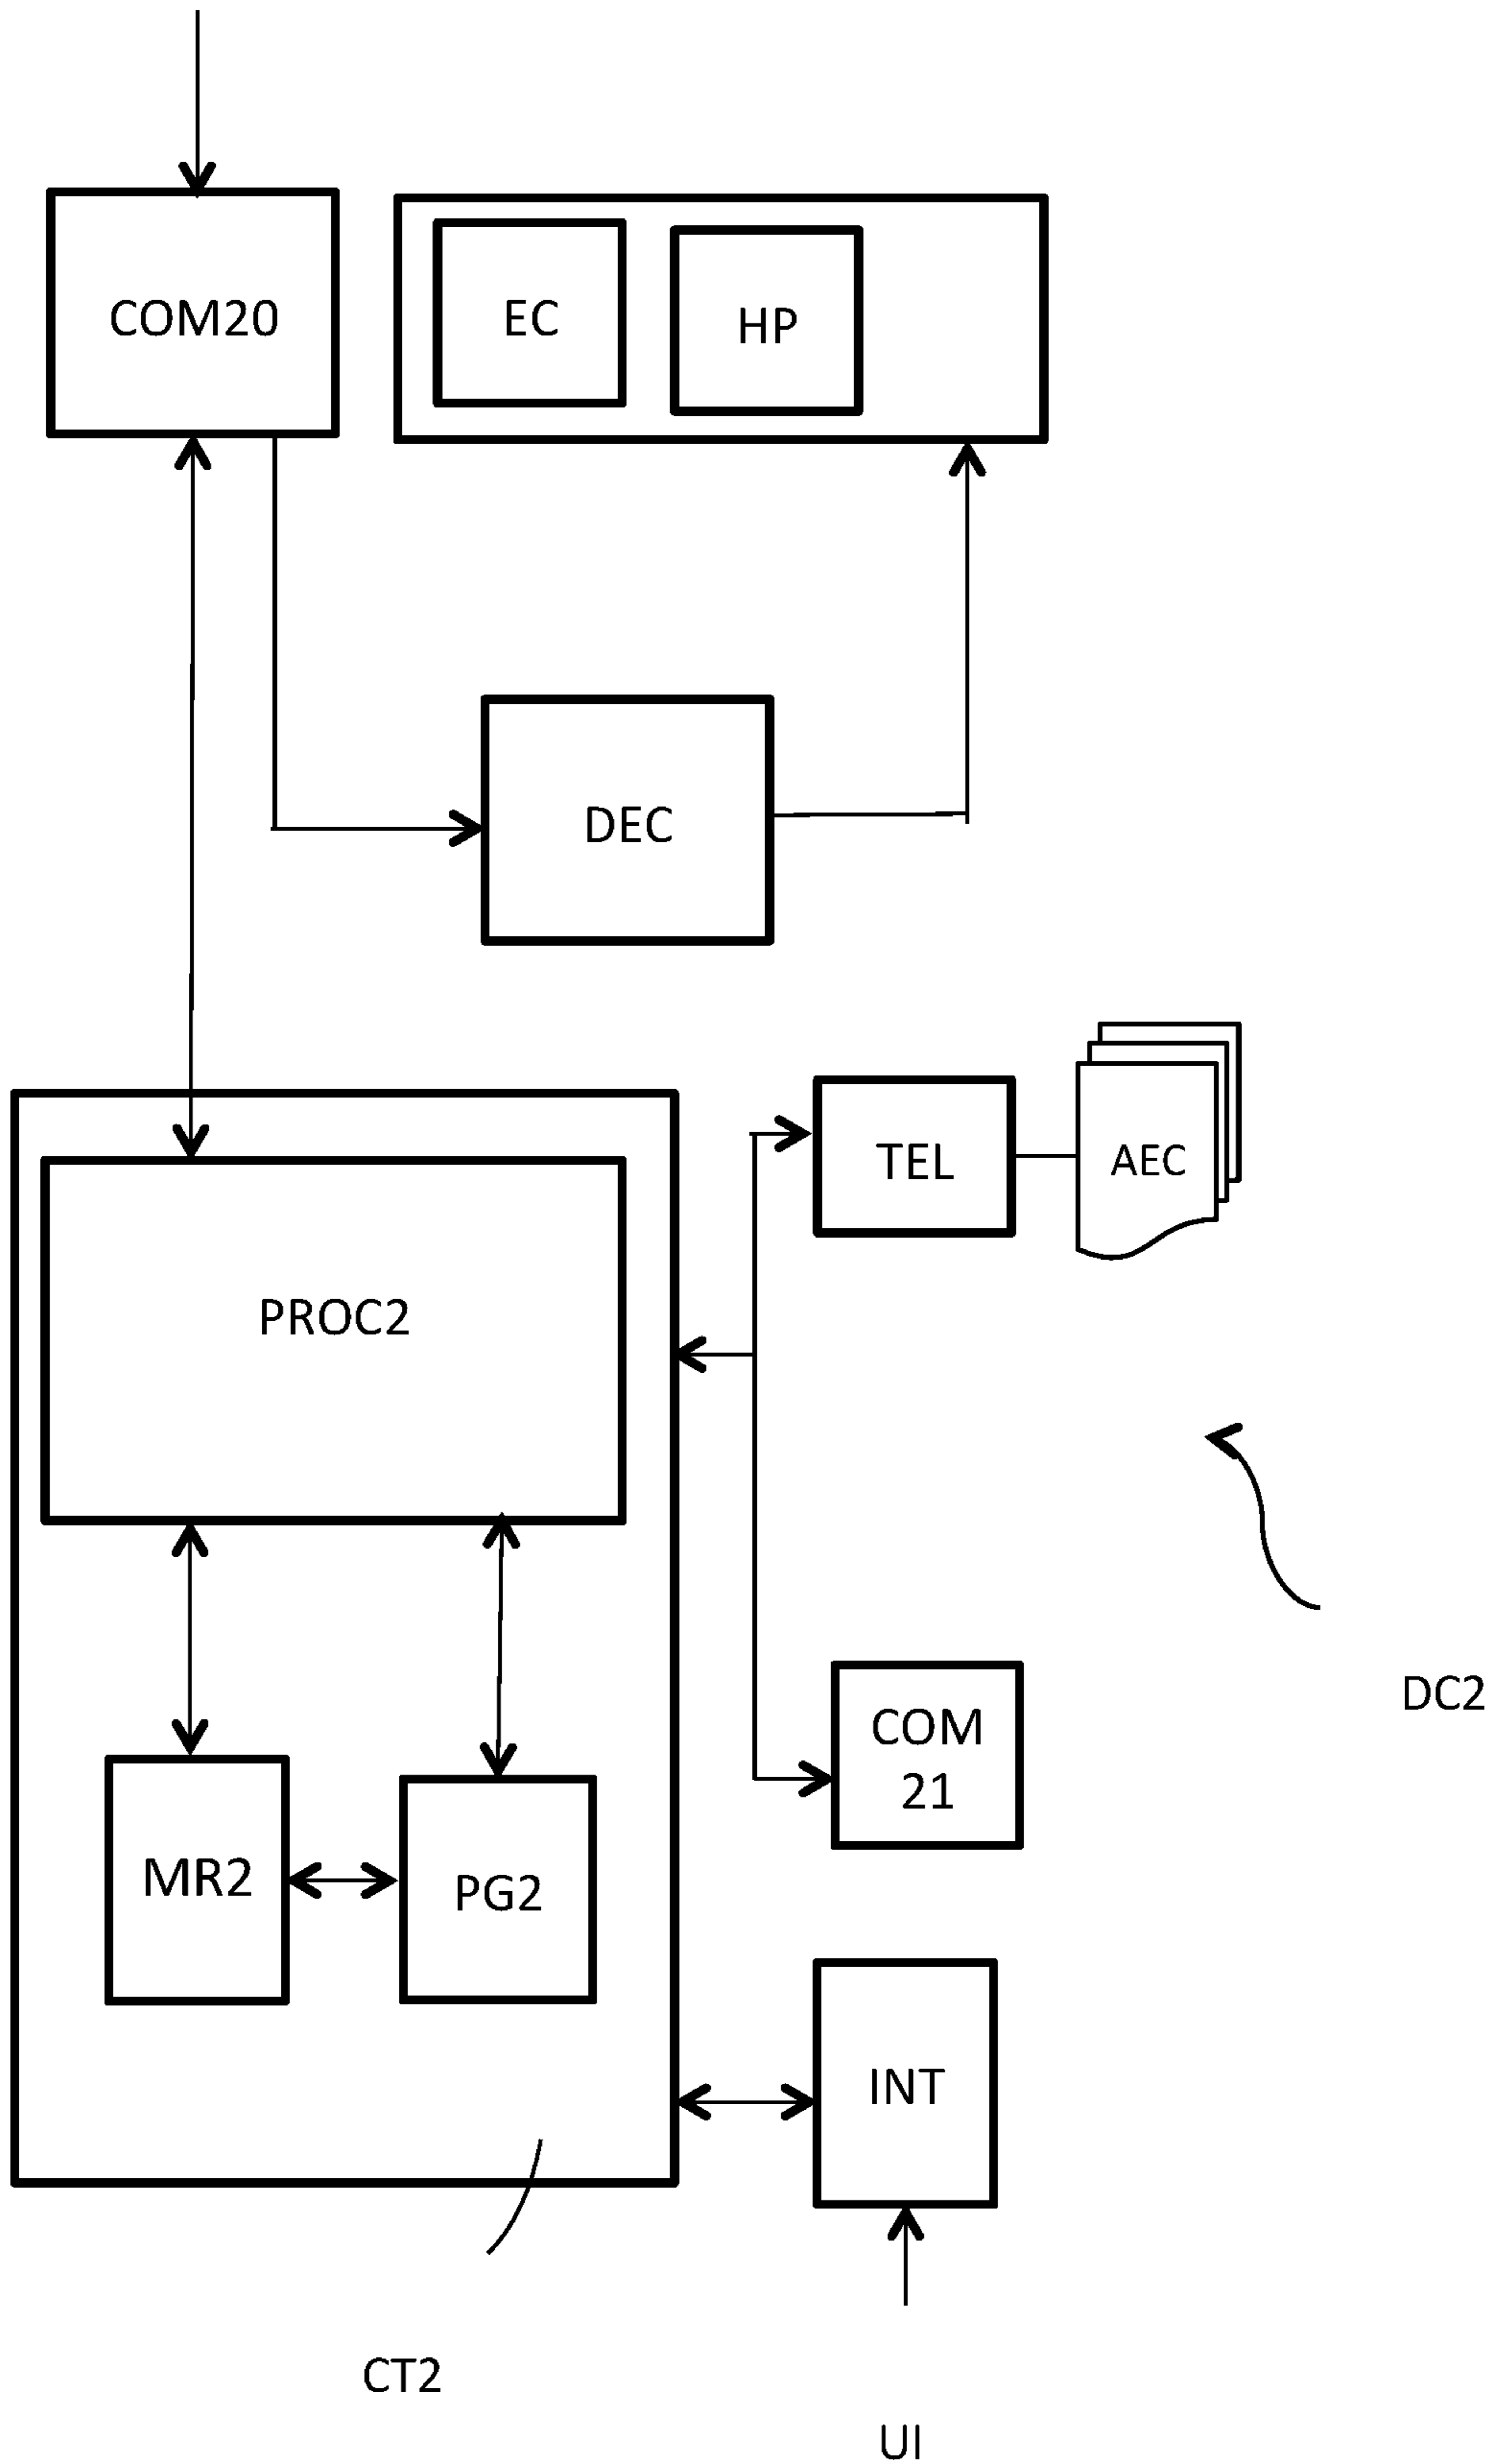 COM20
EC
HP
DEC
TEL
AEC
PROC2
DC2
COM
21
MR2
PG2
INT
CT2
UI